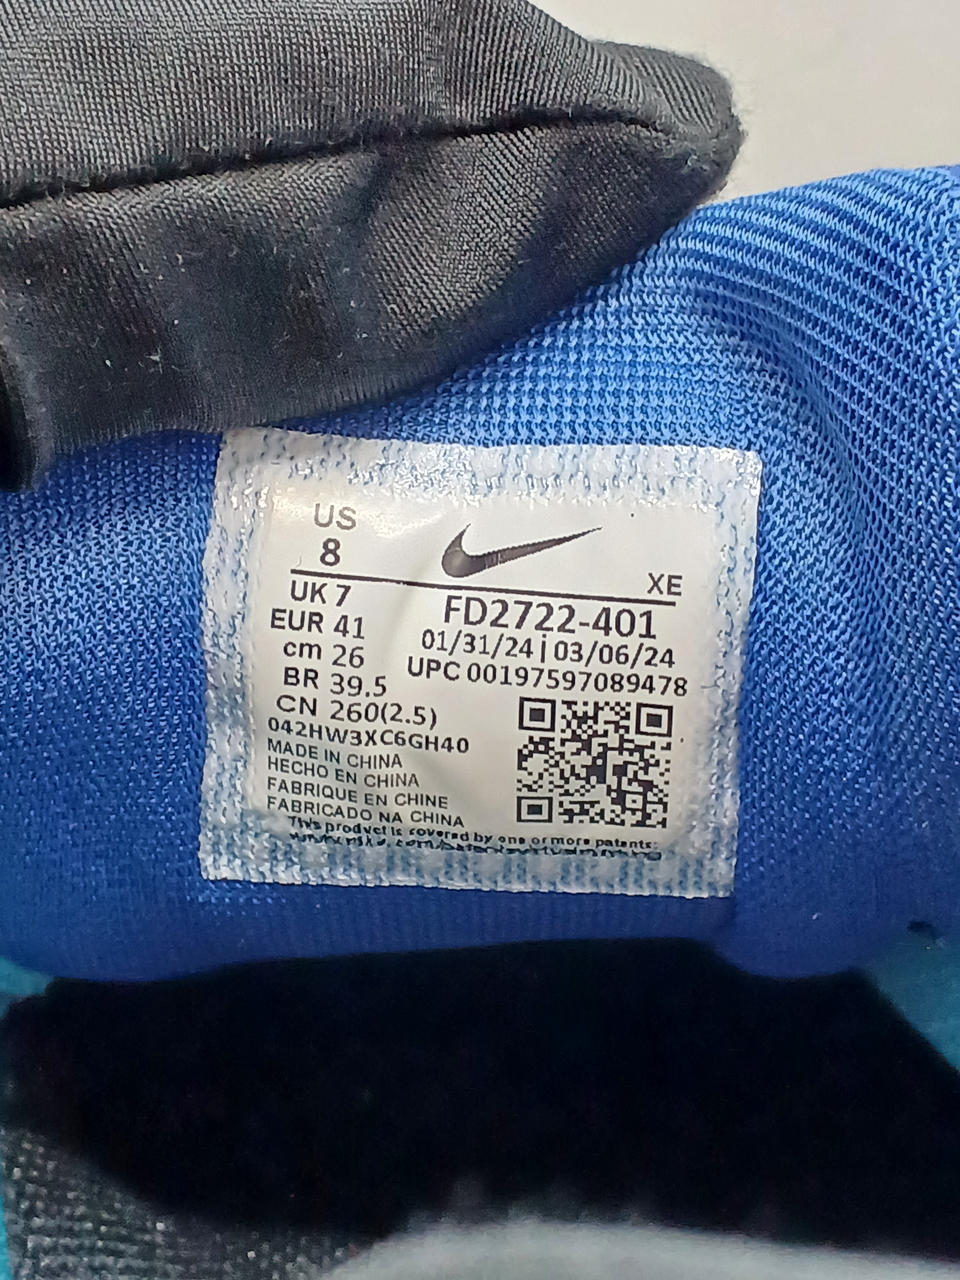 US
8
XE
UK 7
EUR 41
cm 26
BR 39.5
CN 260(2.5)
FD2722-401
01/31/24 | 03/06/24
UPC 00197597089478
042HW3XC6GH40
MADE IN CHINA
HECHO EN CHINA
FABRIQUE EN CHINE
FABRICADO NA CHINA
This product is covered by one or more patents: